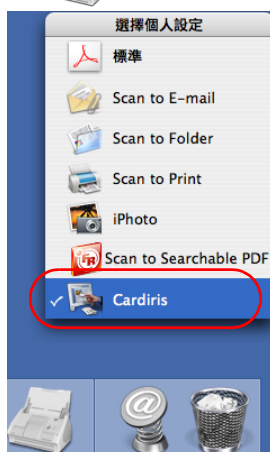 選擇個人設定
標準
Scan to E-mail
Scan to Folder
Scan to Print
iPhoto
Scan to Searchable PDF
Cardiris